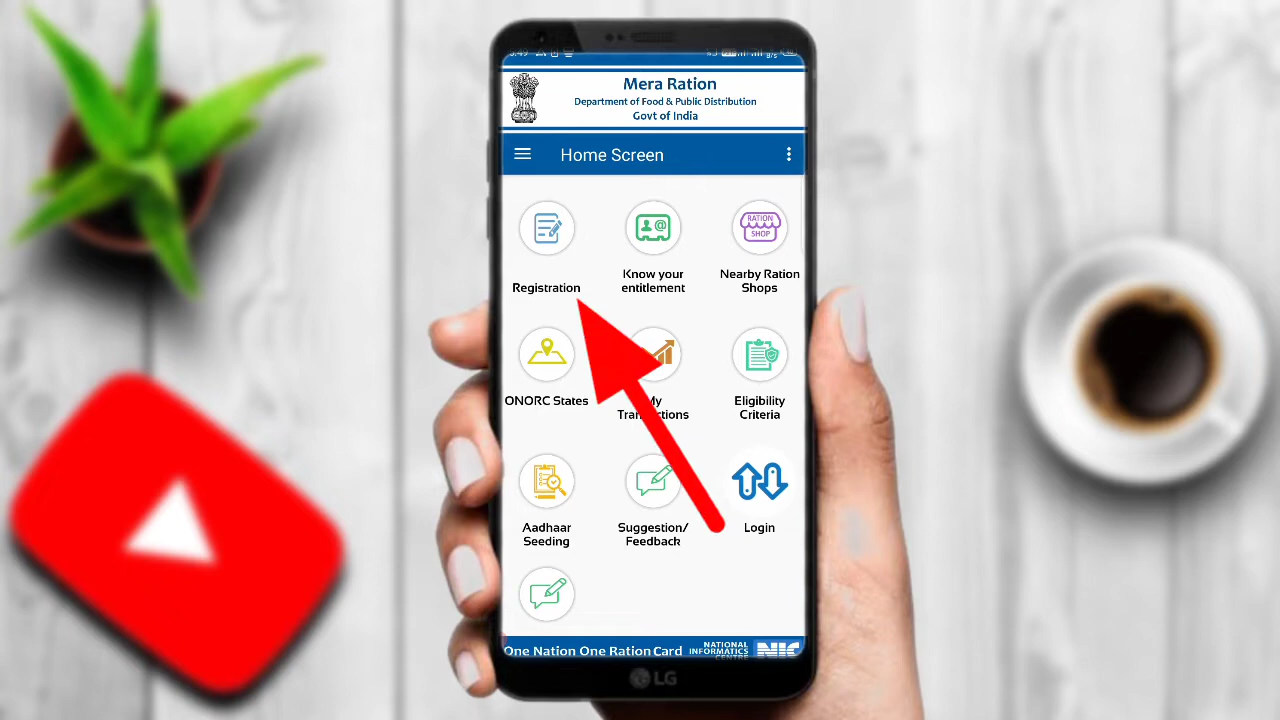 Mera Ration
Department of Food & Public Distribution
Govt of India
Home Screen
RATION
SHOP
Registration
Know your
entitlement
Nearby Ration
Shops
ONORC States
My
Transactions
Eligibility
Criteria
Aadhaar
Seeding
Suggestion/
Feedback
Login
One Nation One Ration Card
NATIONAL
INFORMATICS
CENTRE
NIC
LG